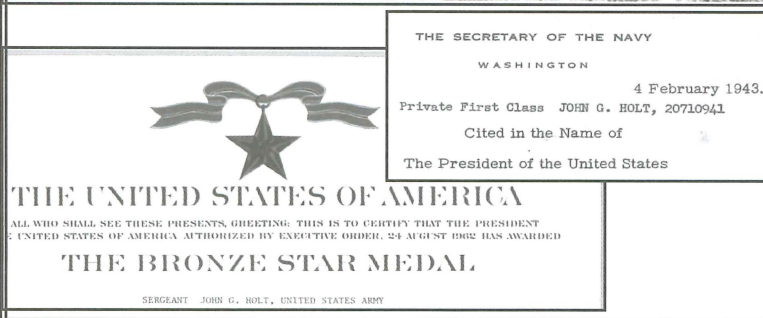 THE SECRETARY OF THE NAVY
WASHINGTON
4 February 1943.
Private First Class JOHN G. HOLT, 20710941
Cited in the Name of
The President of the United States
THE UNITED STATES OF AMERICA
ALL WHO SHALL SEE THESE PRESENTS, GREETING: THIS IS TO CERTIFY THAT THE PRESIDENT
E UNITED STATES OF AMERICA AUTHORIZED BY EXECUTIVE ORDER, 24 AUGUST 1962 HAS AWARDED
THE BRONZE STAR MEDAL
SERGEANT JOHN G. HOLT, UNITED STATES ARMY